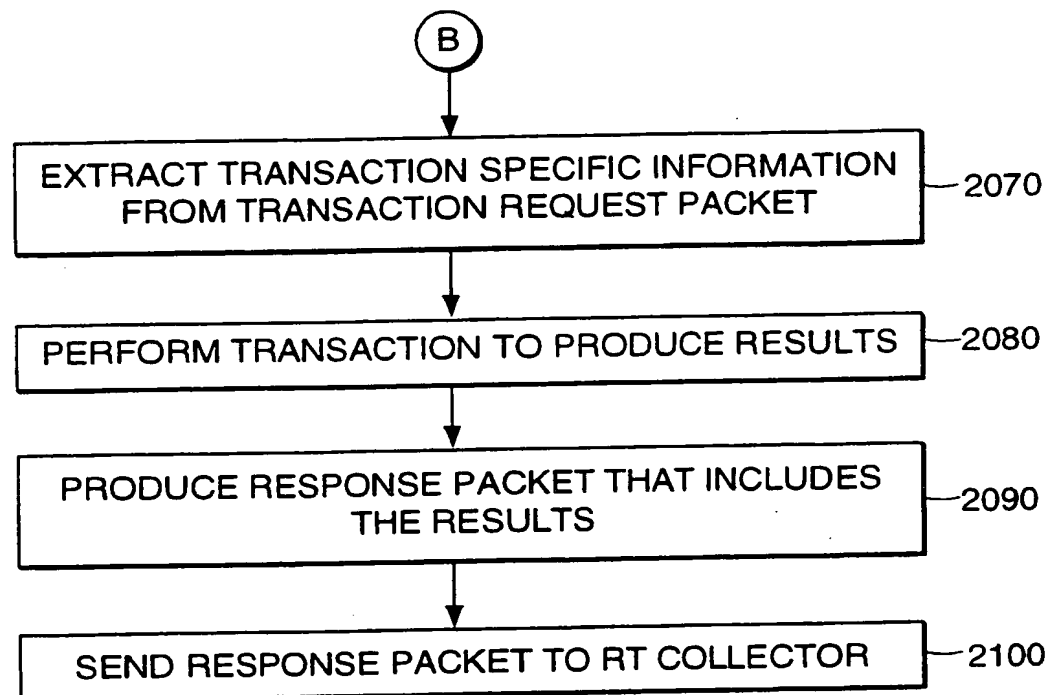 B
EXTRACT TRANSACTION SPECIFIC INFORMATION
FROM TRANSACTION REQUEST PACKET
2070
PERFORM TRANSACTION TO PRODUCE RESULTS
2080
PRODUCE RESPONSE PACKET THAT INCLUDES
THE RESULTS
2090
SEND RESPONSE PACKET TO RT COLLECTOR
2100